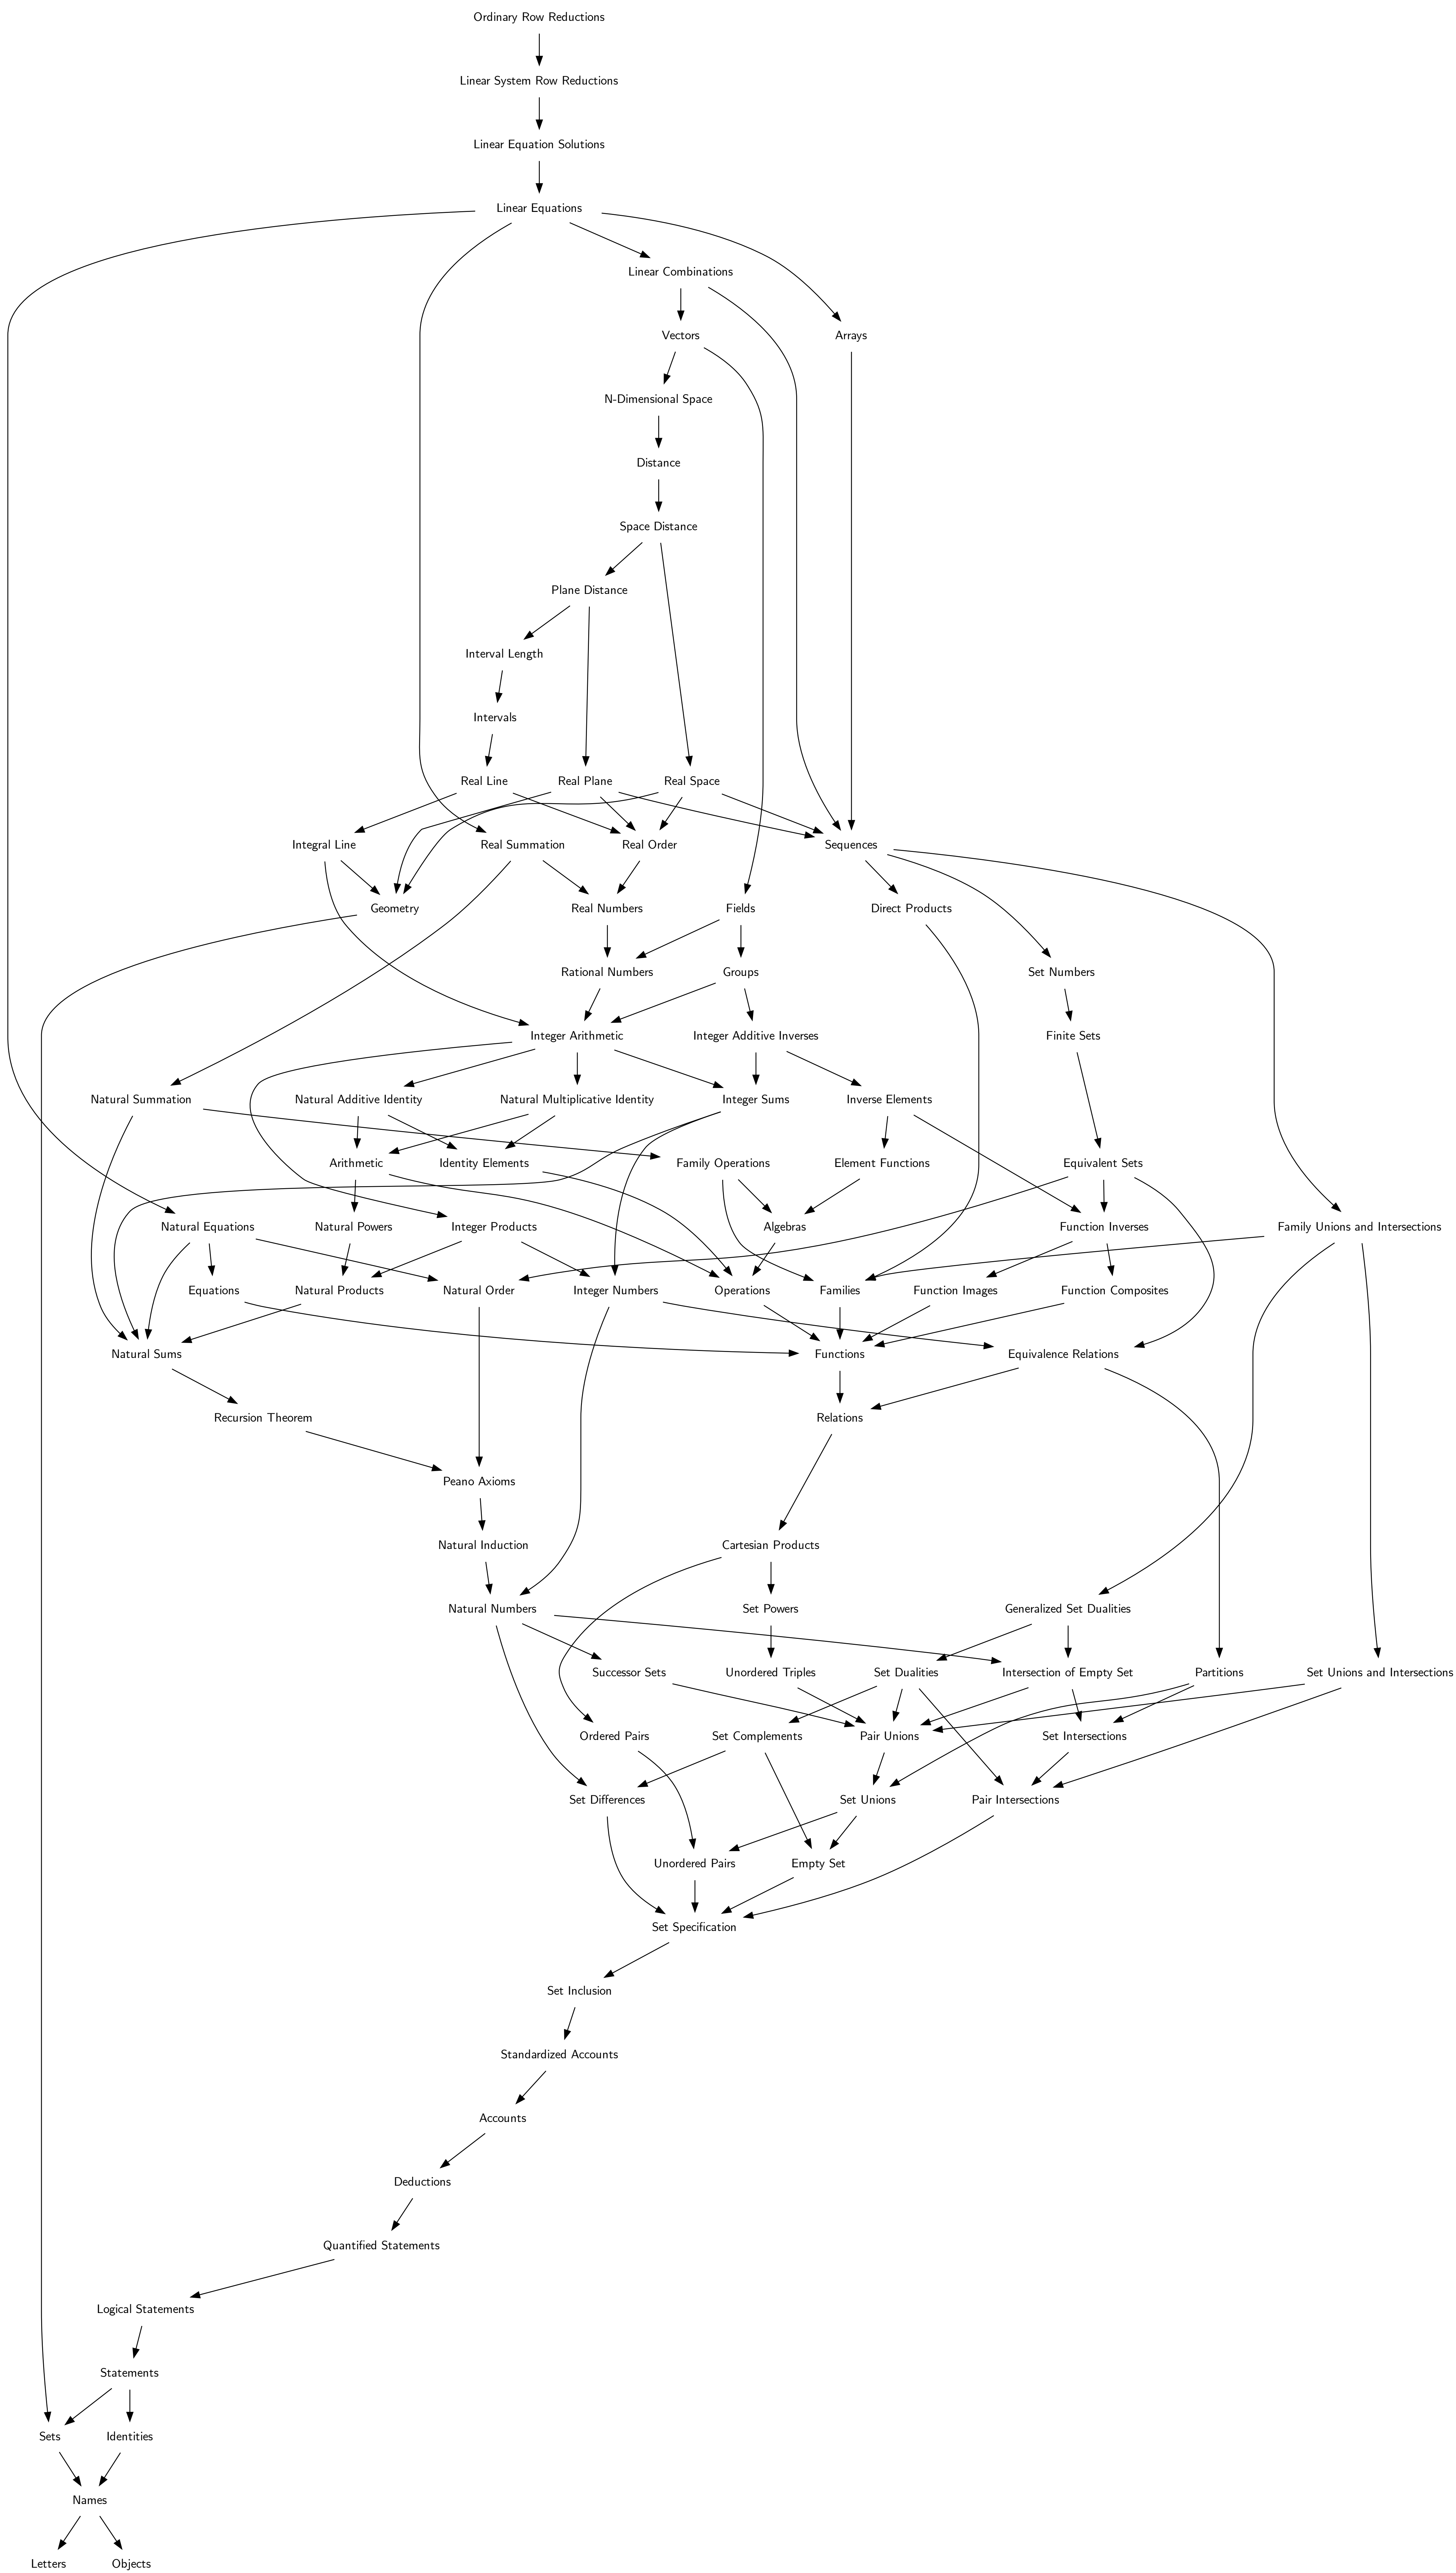 Ordinary Row Reductions
Linear System Row Reductions
Linear Equation Solutions
Linear Equations
Linear Combinations
Vectors
Arrays
N-Dimensional Space
Distance
Space Distance
Plane Distance
Interval Length
Intervals
Real Line
Real Plane
Real Space
Integral Line
Real Summation
Real Order
Sequences
Geometry
Real Numbers
Fields
Direct Products
Rational Numbers
Groups
Set Numbers
Integer Arithmetic
Integer Additive Inverses
Finite Sets
Natural Summation
Natural Additive Identity
Natural Multiplicative Identity
Integer Sums
Inverse Elements
Arithmetic
Identity Elements
Family Operations
Element Functions
Equivalent Sets
Natural Equations
Natural Powers
Integer Products
Algebras
Function Inverses
Family Unions and Intersections
Equations
Natural Products
Natural Order
Integer Numbers
Operations
Families
Function Images
Function Composites
Natural Sums
Functions
Equivalence Relations
Recursion Theorem
Relations
Peano Axioms
Natural Induction
Cartesian Products
Natural Numbers
Set Powers
Generalized Set Dualities
Successor Sets
Unordered Triples
Set Dualities
Intersection of Empty Set
Partitions
Set Unions and Intersections
Ordered Pairs
Set Complements
Pair Unions
Set Intersections
Set Differences
Set Unions
Pair Intersections
Unordered Pairs
Empty Set
Set Specification
Set Inclusion
Standardized Accounts
Accounts
Deductions
Quantified Statements
Logical Statements
Statements
Sets
Identities
Names
Letters
Objects